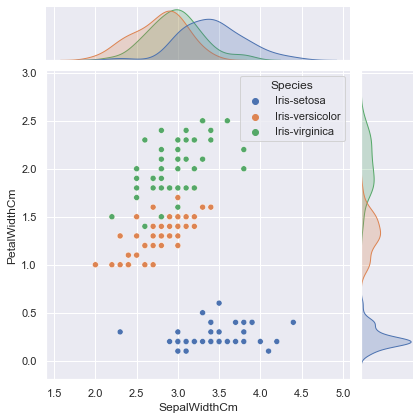 Species
Iris-setosa
Iris-versicolor
Iris-virginica
PetalWidthCm
3.0
2.5
2.0
1.5
1.0
0.5
0.0
1.5 2.0 2.5 3.0 3.5 4.0 4.5 5.0
SepalWidthCm